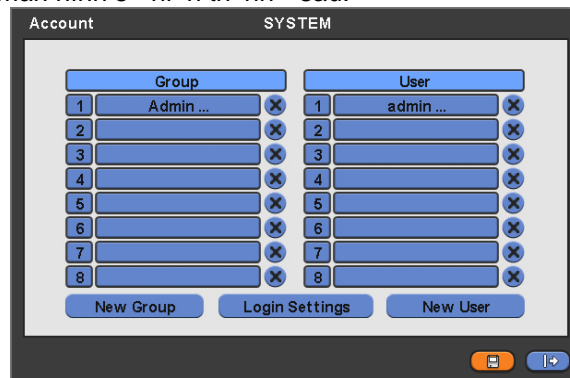 Account SYSTEM
Group User
1 Admin ... 1 admin ...
2 2
3 3
4 4
5 5
6 6
7 7
8 8
New Group Login Settings New User